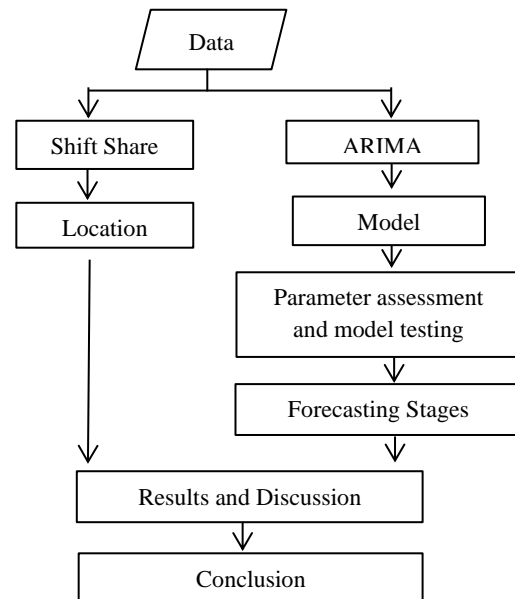 Data
Shift Share
ARIMA
Location
Model
Parameter assessment
and model testing
Forecasting Stages
Results and Discussion
Conclusion